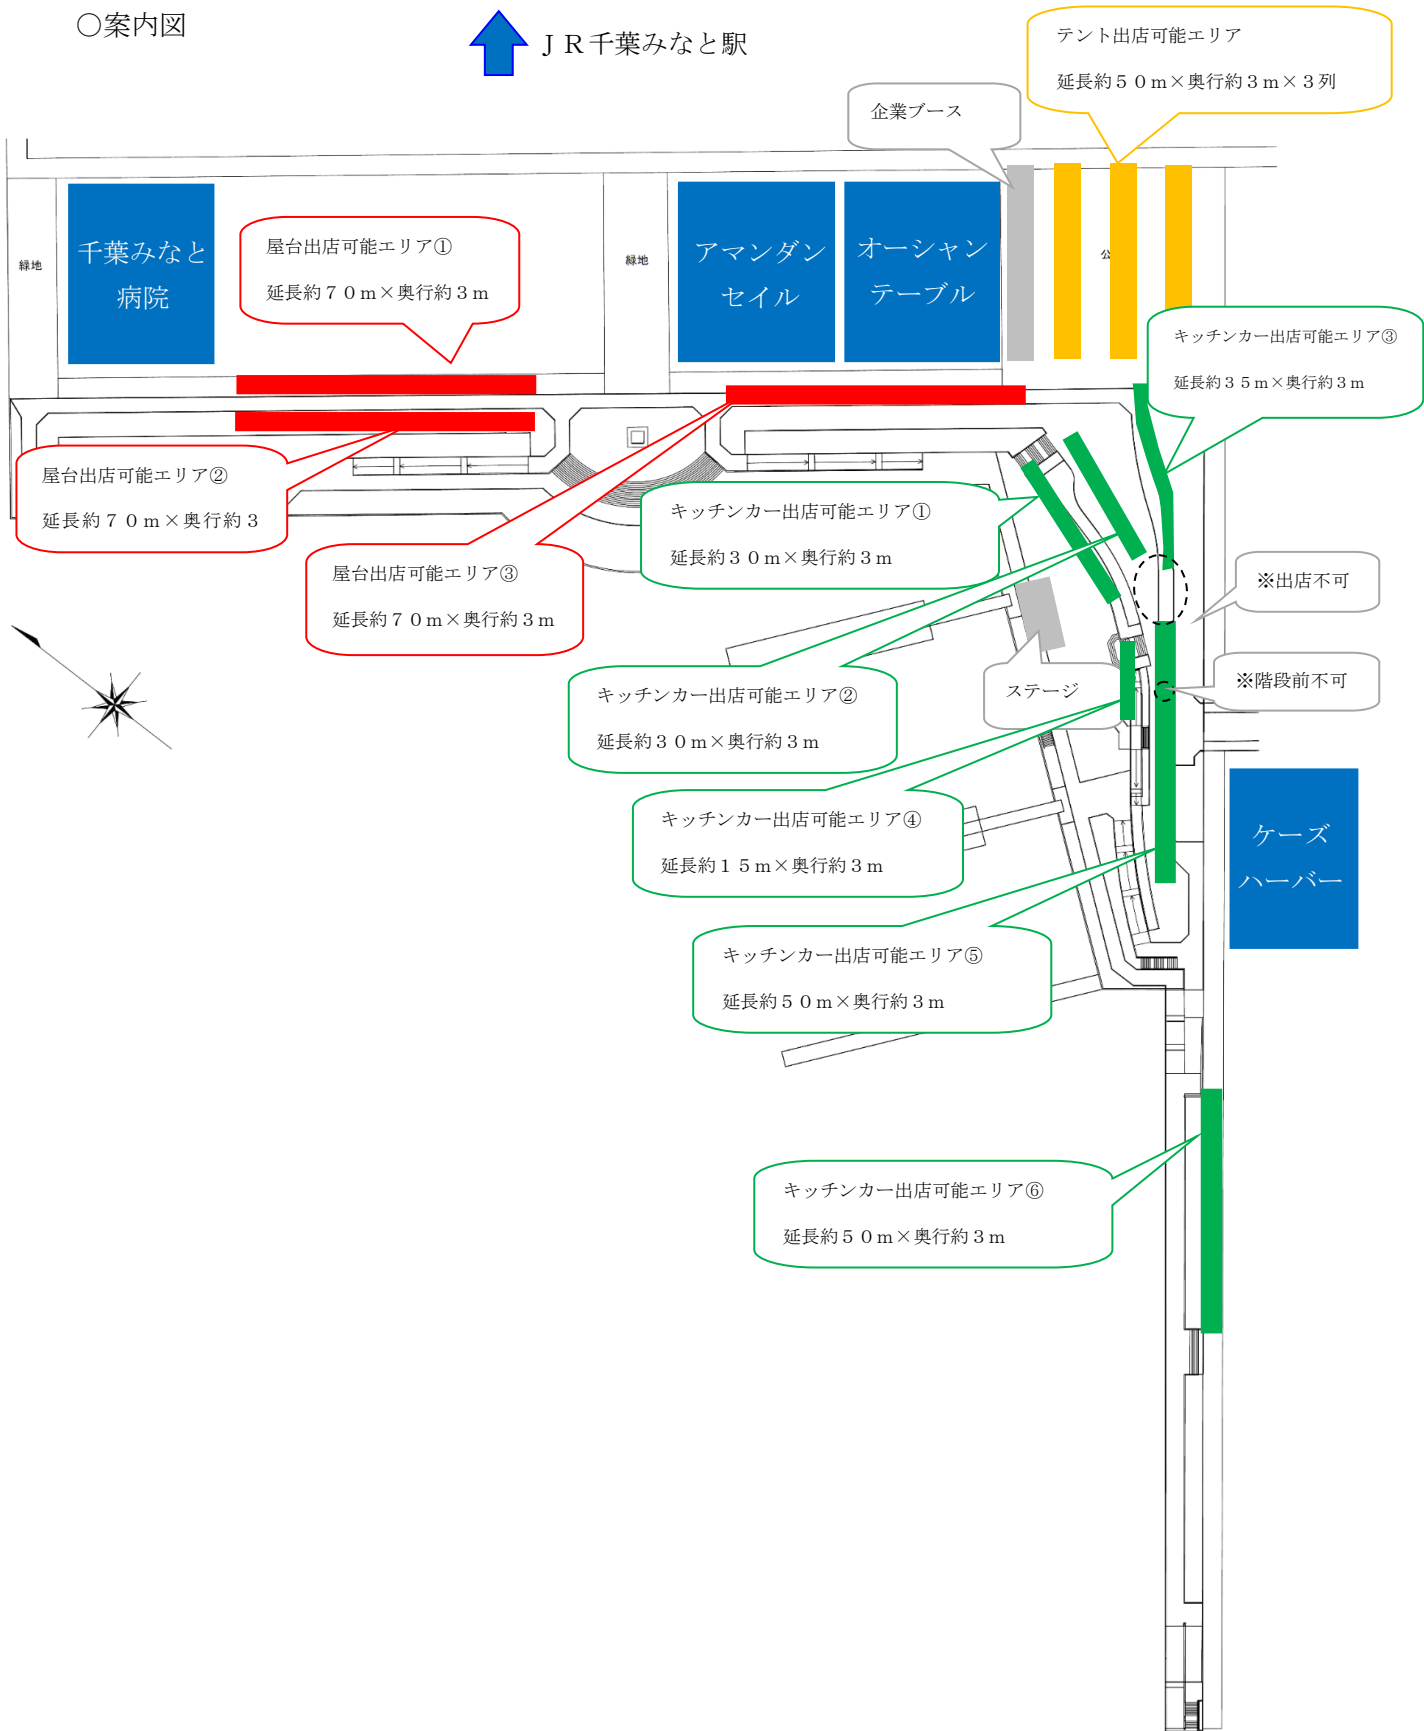 ○案内図
ＪＲ千葉みなと駅
テント出店可能エリア
延長約５０ｍ×奥行約３ｍ×３列
企業ブース
緑地
千葉みなと
病院
屋台出店可能エリア①
延長約７０ｍ×奥行約３ｍ
緑地
アマンダン
セイル
オーシャン
テーブル
公
キッチンカー出店可能エリア③
延長約３５ｍ×奥行約３ｍ
屋台出店可能エリア②
延長約７０ｍ×奥行約３
キッチンカー出店可能エリア①
延長約３０ｍ×奥行約３ｍ
屋台出店可能エリア③
延長約７０ｍ×奥行約３ｍ
※出店不可
ステージ
※階段前不可
キッチンカー出店可能エリア②
延長約３０ｍ×奥行約３ｍ
キッチンカー出店可能エリア④
延長約１５ｍ×奥行約３ｍ
ケーズ
ハーバー
キッチンカー出店可能エリア⑤
延長約５０ｍ×奥行約３ｍ
キッチンカー出店可能エリア⑥
延長約５０ｍ×奥行約３ｍ